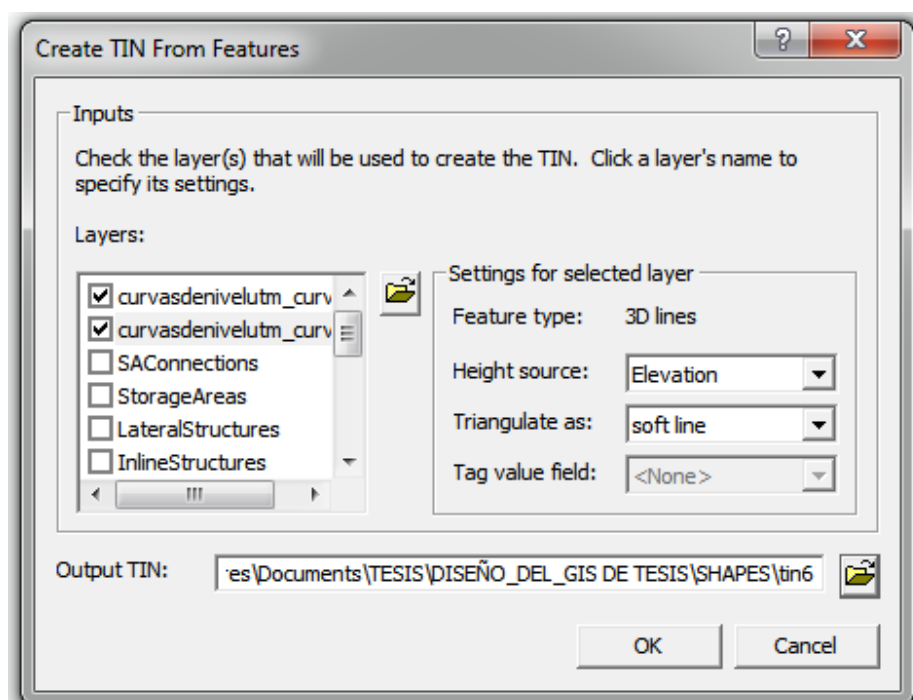 Create TIN From Features
Inputs
Check the layer(s) that will be used to create the TIN. Click a layer's name to
specify its settings.
Layers:
curvasdenivelutm_curv
curvasdenivelutm_curv
SAConnections
StorageAreas
LateralStructures
InlineStructures
Settings for selected layer
Feature type: 3D lines
Height source: Elevation
Triangulate as: soft line
Tag value field: <None>
Output TIN: es\Documents\TESIS\DISEÑO_DEL_GIS DE TESIS\SHAPES\tin6
OK Cancel